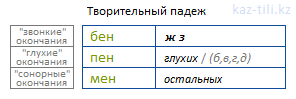 kaz-tili.kz
Творительный падеж
"звонкие" окончания бен ж з
"глухие" окончания пен глухих / (б,в,г,д)
"сонорные" окончания мен остальных